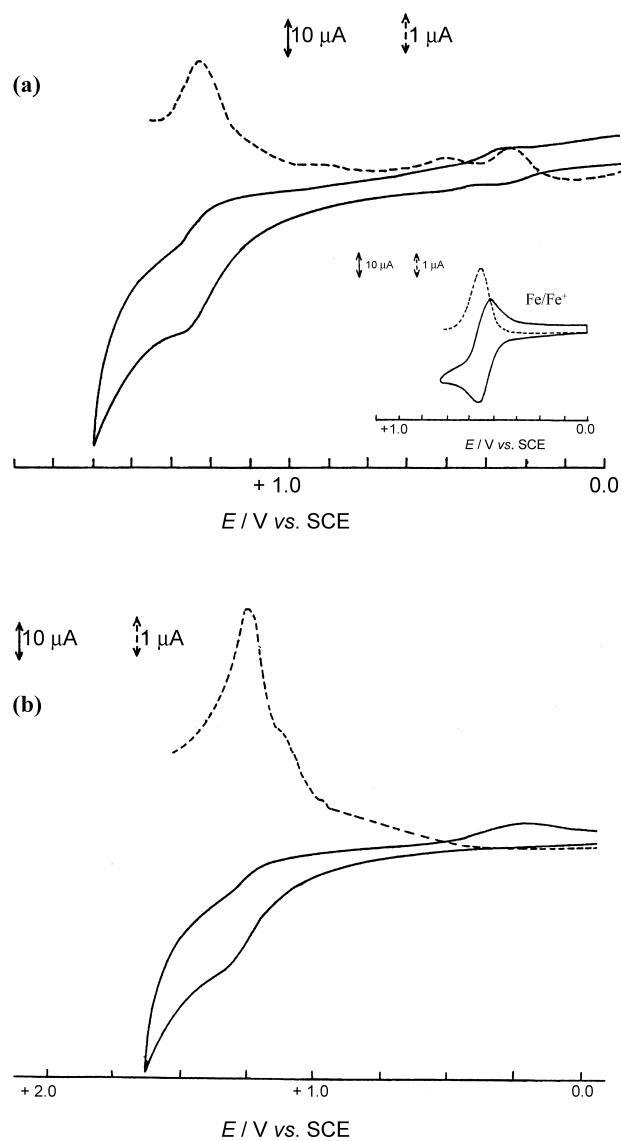 10 µA 1 µA
(a)
10 µA 1 µA
Fe/Fe⁺
+1.0 0.0
E / V vs. SCE
+ 1.0 0.0
E / V vs. SCE
10 µA 1 µA
(b)
+ 2.0 + 1.0 0.0
E / V vs. SCE